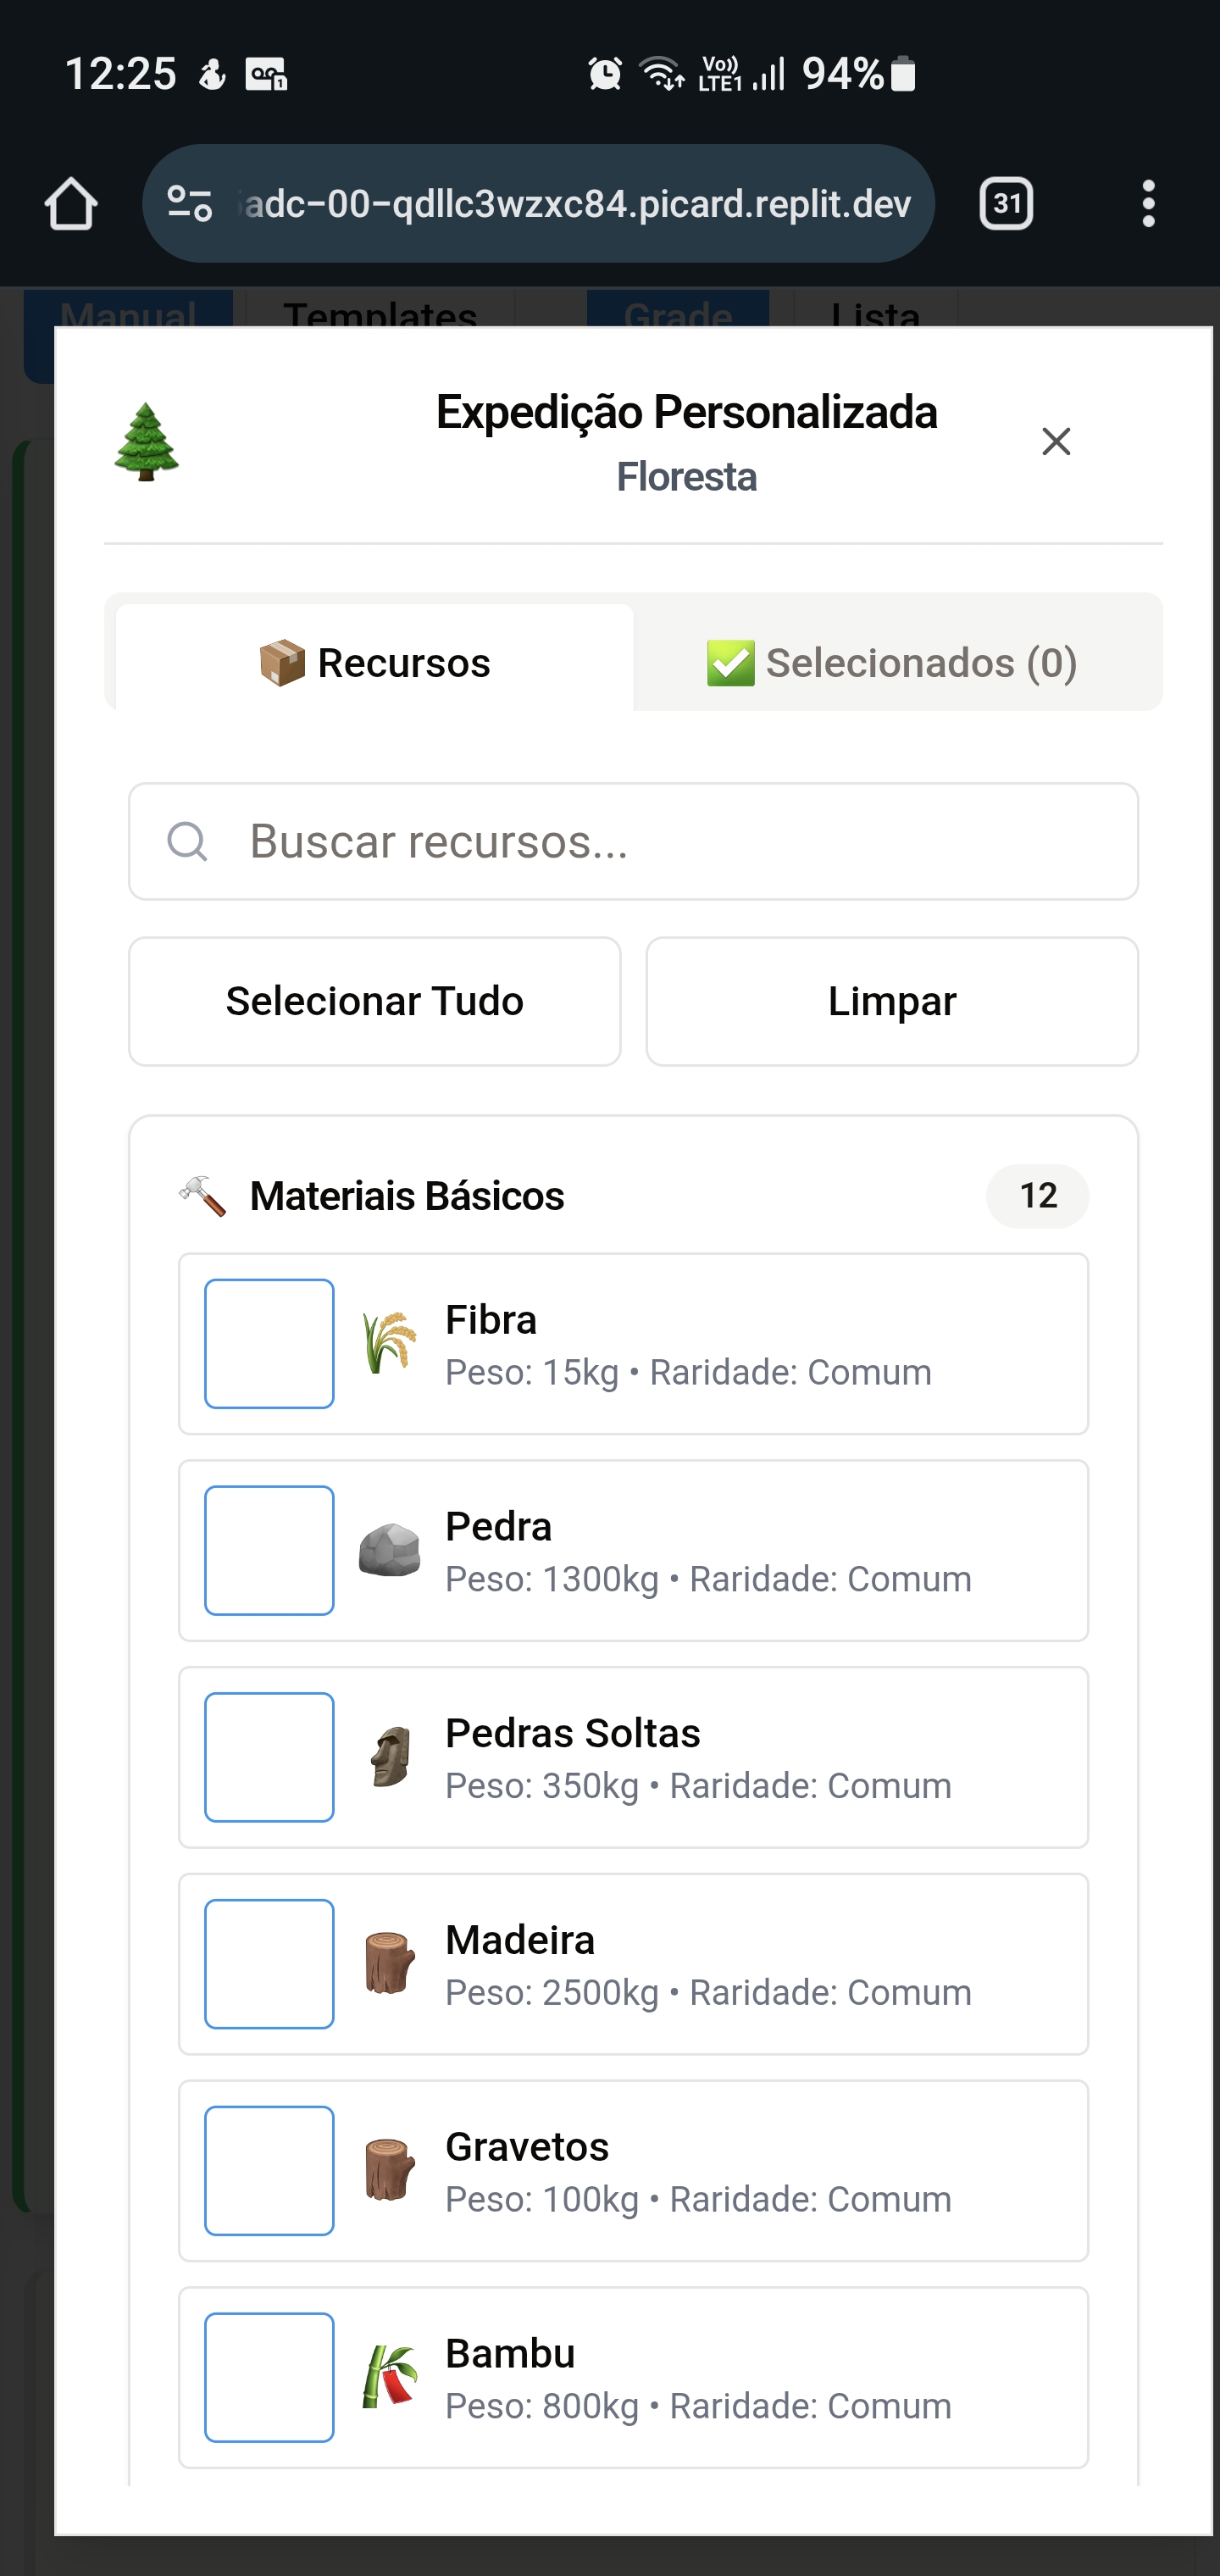 12:25
Vo))
LTE1
94%
adc-00-qdllc3wzxc84.picard.replit.dev
31
Manual
Templates
Grade
Lista
Expedição Personalizada
Floresta
Recursos
Selecionados (0)
Buscar recursos...
Selecionar Tudo
Limpar
Materiais Básicos
12
Fibra
Peso: 15kg • Raridade: Comum
Pedra
Peso: 1300kg • Raridade: Comum
Pedras Soltas
Peso: 350kg • Raridade: Comum
Madeira
Peso: 2500kg • Raridade: Comum
Gravetos
Peso: 100kg • Raridade: Comum
Bambu
Peso: 800kg • Raridade: Comum